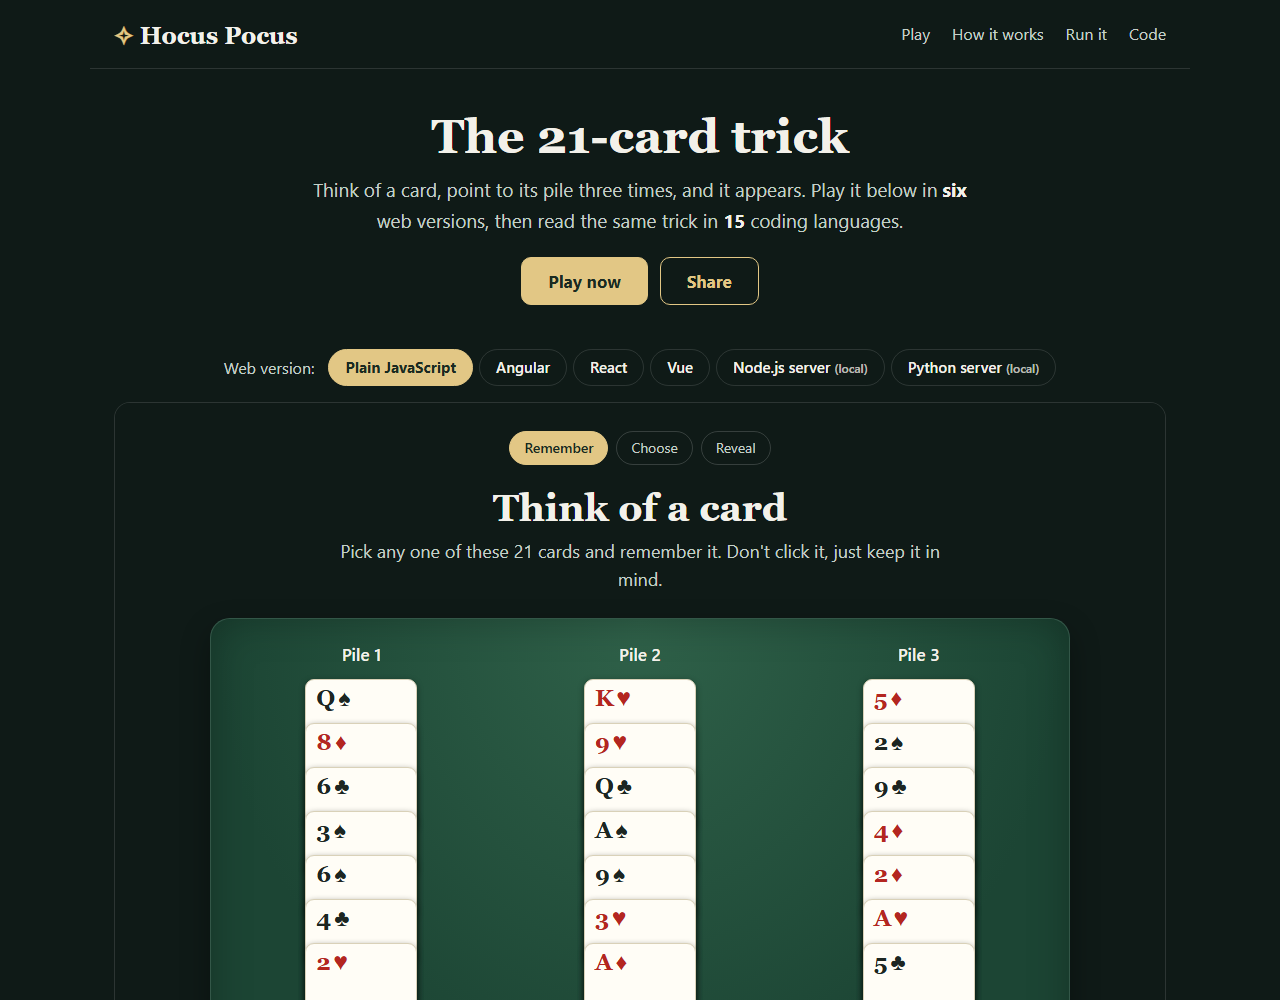 ✧ Hocus Pocus
Play How it works Run it Code
The 21-card trick
Think of a card, point to its pile three times, and it appears. Play it below in six
web versions, then read the same trick in 15 coding languages.
Play now Share
Web version: Plain JavaScript Angular React Vue Node.js server (local) Python server (local)
Remember Choose Reveal
Think of a card
Pick any one of these 21 cards and remember it. Don't click it, just keep it in
mind.
Pile 1 Pile 2 Pile 3
Q♠ K♥ 5♦
8♦ 9♥ 2♠
6♣ Q♣ 9♣
3♠ A♠ 4♦
6♠ 9♠ 2♦
4♣ 3♥ A♥
2♥ A♦ 5♣